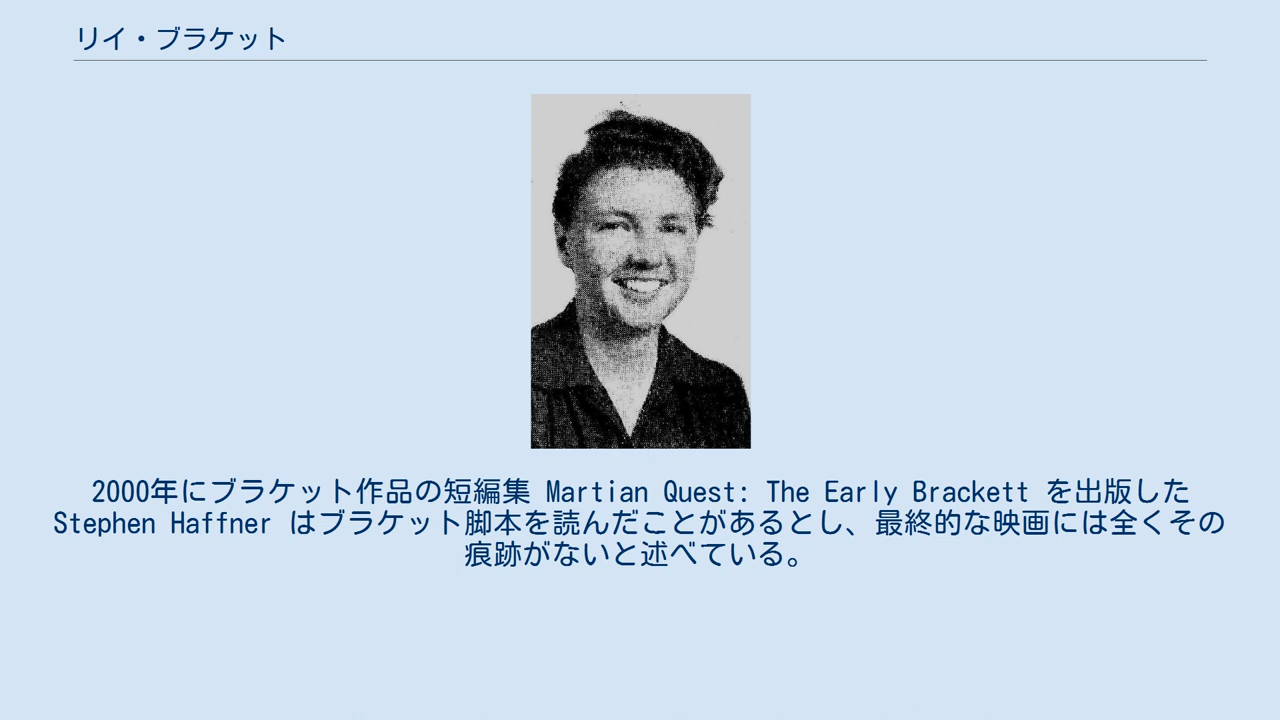 リイ・ブラケット
2000年にブラケット作品の短編集 Martian Quest: The Early Brackett を出版した
Stephen Haffner はブラケット脚本を読んだことがあるとし、最終的な映画には全くその
痕跡がないと述べている。